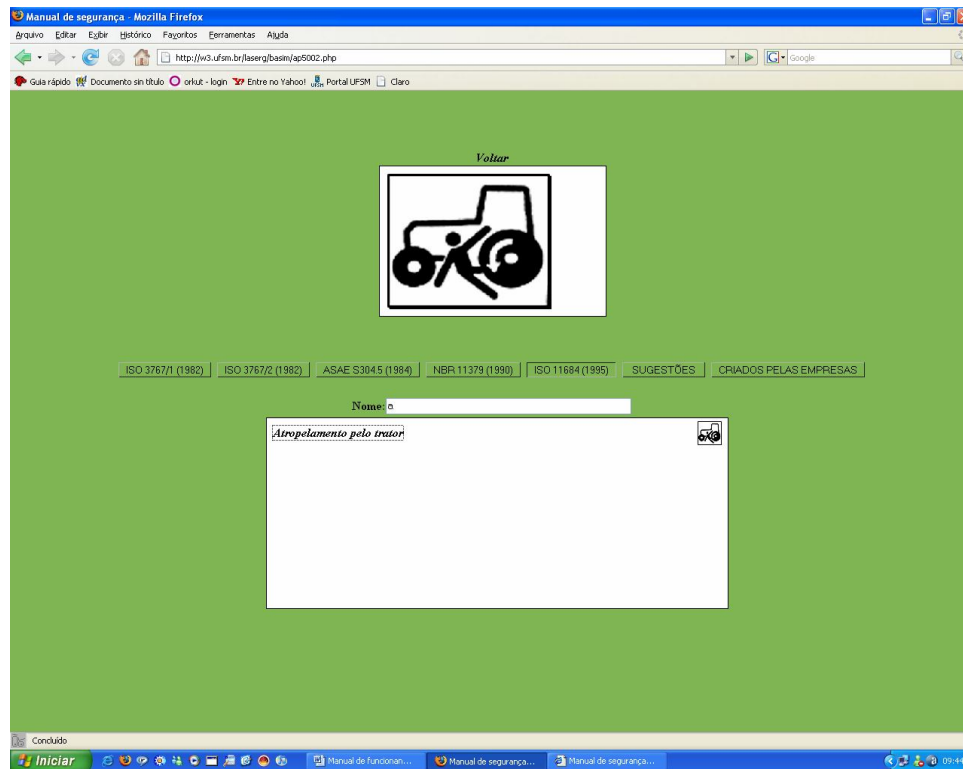 Manual de segurança - Mozilla Firefox
Arquivo Editar Exibir Histórico Favoritos Ferramentas Ajuda
http://w3.ufsm.br/laserg/basim/ap5002.php
Google
Guia rápido Documento sin título orkut - login Entre no Yahoo! Portal UFSM Claro
Voltar
ISO 3767/1 (1982) ISO 3767/2 (1982) ASAE S304.5 (1984) NBR 11379 (1990) ISO 11684 (1995) SUGESTÕES CRIADOS PELAS EMPRESAS
Nome: a
Atropelamento pelo trator
Concluído
Iniciar Manual de funcionan... Manual de segurança... Manual de segurança... 09:44